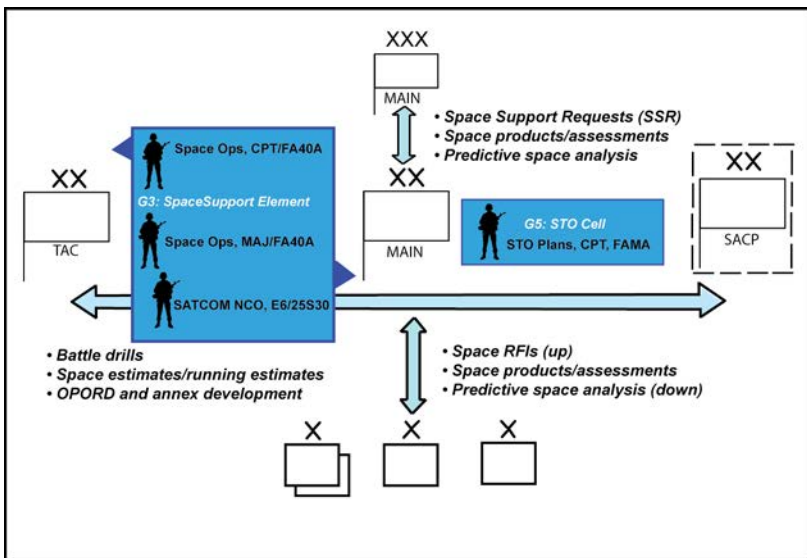 XXX
MAIN
• Space Support Requests (SSR)
• Space products/assessments
• Predictive space analysis
Space Ops, CPT/FA40A
XX
G3: SpaceSupport Element
TAC
Space Ops, MAJ/FA40A
SATCOM NCO, E6/25S30
XX
MAIN
G5: STO Cell
STO Plans, CPT, FAMA
XX
SACP
• Battle drills
• Space estimates/running estimates
• OPORD and annex development
• Space RFIs (up)
• Space products/assessments
• Predictive space analysis (down)
X
X
X